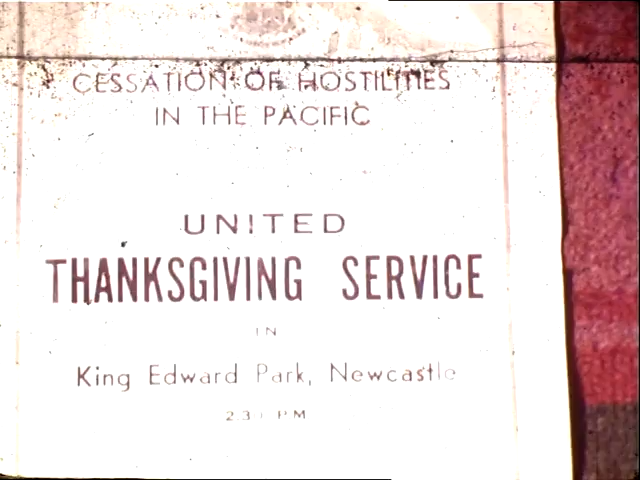 CESSATION OF HOSTILITIES
IN THE PACIFIC
UNITED
THANKSGIVING SERVICE
IN
King Edward Park, Newcastle
PM